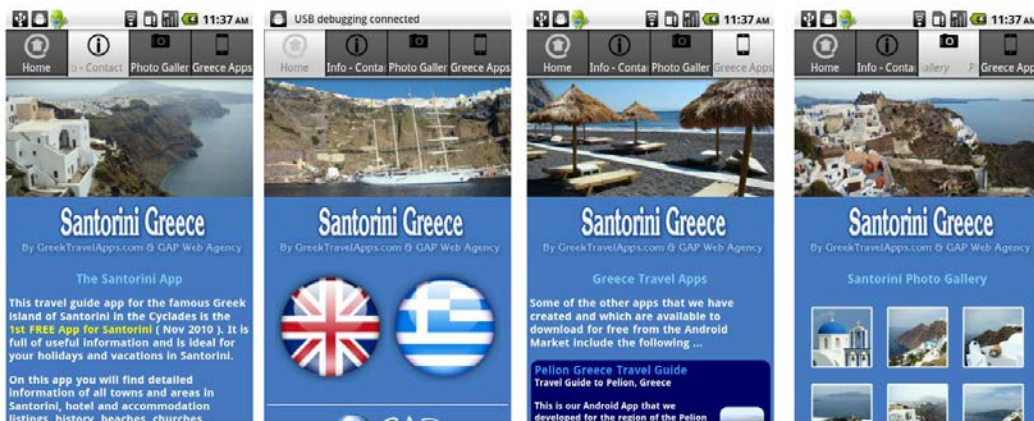 11:37 AM
Home
o - Contact
Photo Galler
Greece Apps
Santorini Greece
By GreekTravelApps.com & GAP Web Agency
The Santorini App
This travel guide app for the famous Greek
island of Santorini in the Cyclades is the
1st FREE App for Santorini ( Nov 2010 ). It is
full of useful information and is ideal for
your holidays and vacations in Santorini.
On this app you will find detailed
information of all towns and areas in
Santorini, hotel and accommodation
listings, history, beaches, churches
USB debugging connected
Home
Info - Conta
Photo Galler
Greece Apps
Santorini Greece
By GreekTravelApps.com & GAP Web Agency
GAP
11:37 AM
Home
Info - Conta
Photo Galler
Greece Apps
Santorini Greece
By GreekTravelApps.com & GAP Web Agency
Greece Travel Apps
Some of the other apps that we have
created and which are available to
download for free from the Android
Market include the following ...
Pelion Greece Travel Guide
Travel Guide to Pelion, Greece
This is our Android App that we
developed for the region of the Pelion
11:37 AM
Home
Info - Conta
allery P
Greece App
Santorini Greece
By GreekTravelApps.com & GAP Web Agency
Santorini Photo Gallery